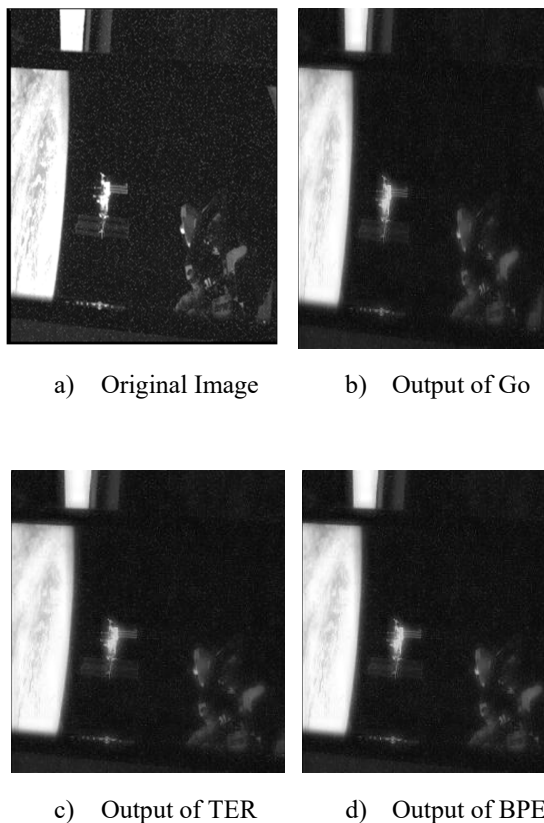 a) Original Image
b) Output of Go
c) Output of TER
d) Output of BPE